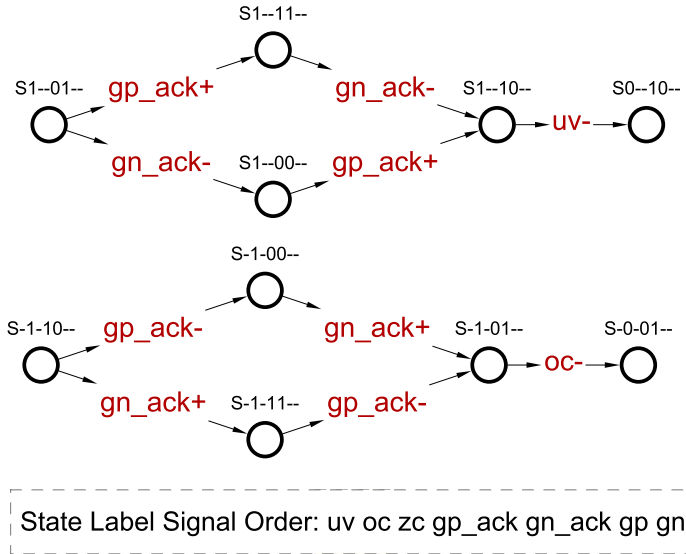 S1--11--
S1--01-- gp_ack+ gn_ack- S1--10-- S0--10--
uv-
gn_ack- S1--00-- gp_ack+
S-1-00--
S-1-10-- gp_ack- gn_ack+ S-1-01-- S-0-01--
oc-
gn_ack+ S-1-11-- gp_ack-
State Label Signal Order: uv oc zc gp_ack gn_ack gp gn